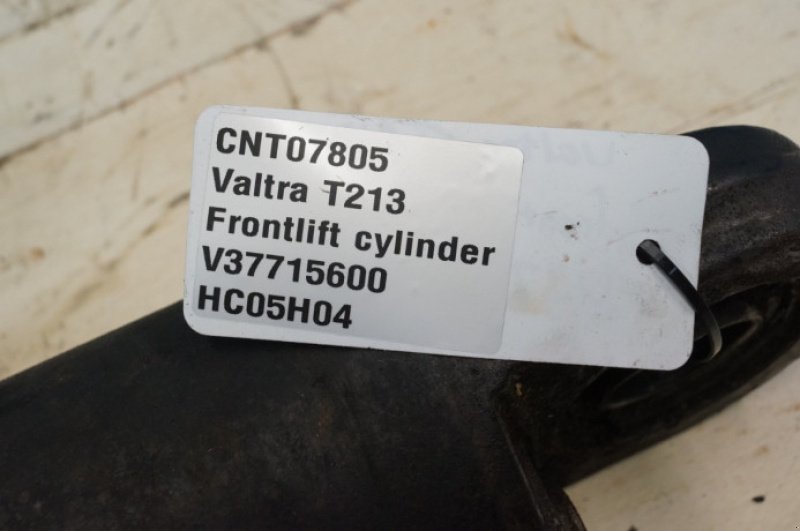 CNT07805
Valtra T213
Frontlift cylinder
V37715600
HC05H04